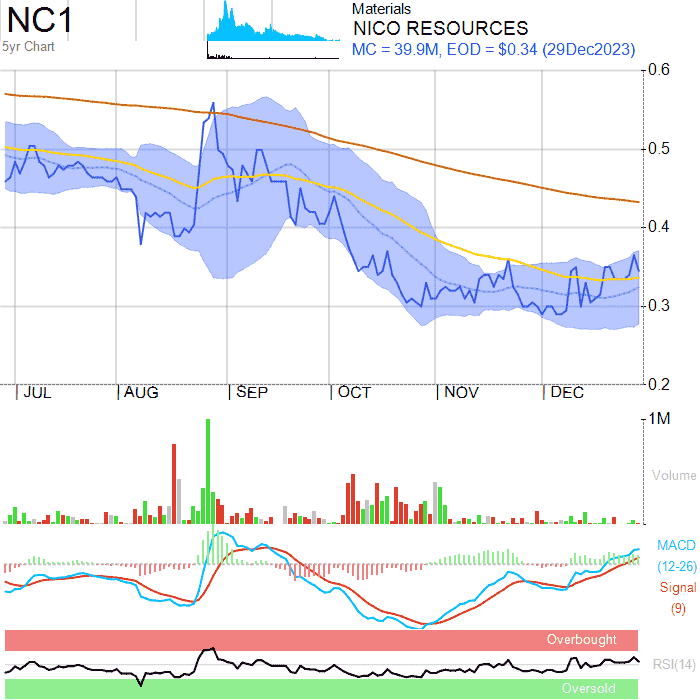 NC1
5yr Chart
Materials
NICO RESOURCES
MC = 39.9M, EOD = $0.34 (29Dec2023)
0.6
0.5
0.4
0.3
0.2
JUL AUG SEP OCT NOV DEC
1M
Volume
MACD
(12-26)
Signal
(9)
Overbought
RSI(14)
Oversold